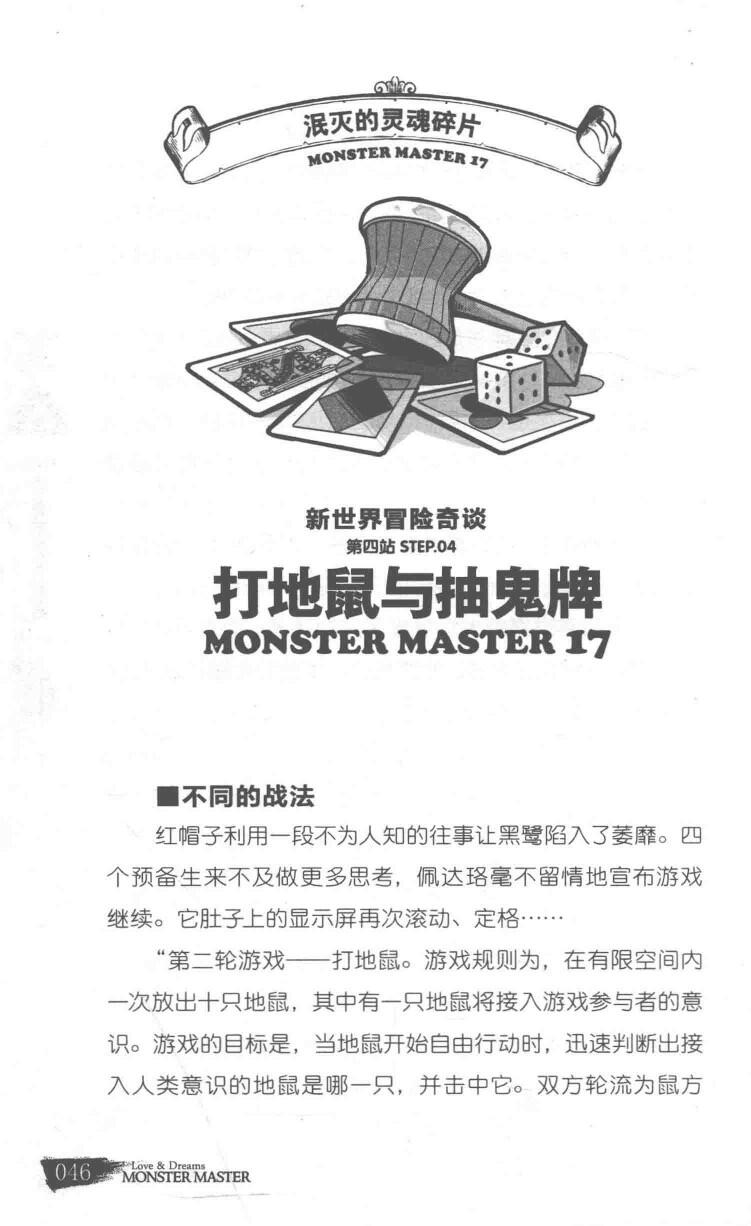 泯灭的灵魂碎片
MONSTER MASTER 17
新世界冒险奇谈
第四站 STEP.04
打地鼠与抽鬼牌
MONSTER MASTER 17
■不同的战法
红帽子利用一段不为人知的往事让黑鹭陷入了萎靡。四
个预备生来不及做更多思考，佩达珞毫不留情地宣布游戏
继续。它肚子上的显示屏再次滚动、定格……
“第二轮游戏——打地鼠。游戏规则为，在有限空间内
一次放出十只地鼠，其中有一只地鼠将接入游戏参与者的意
识。游戏的目标是，当地鼠开始自由行动时，迅速判断出接
入人类意识的地鼠是哪一只，并击中它。双方轮流为鼠方
046
Love & Dreams
MONSTER MASTER